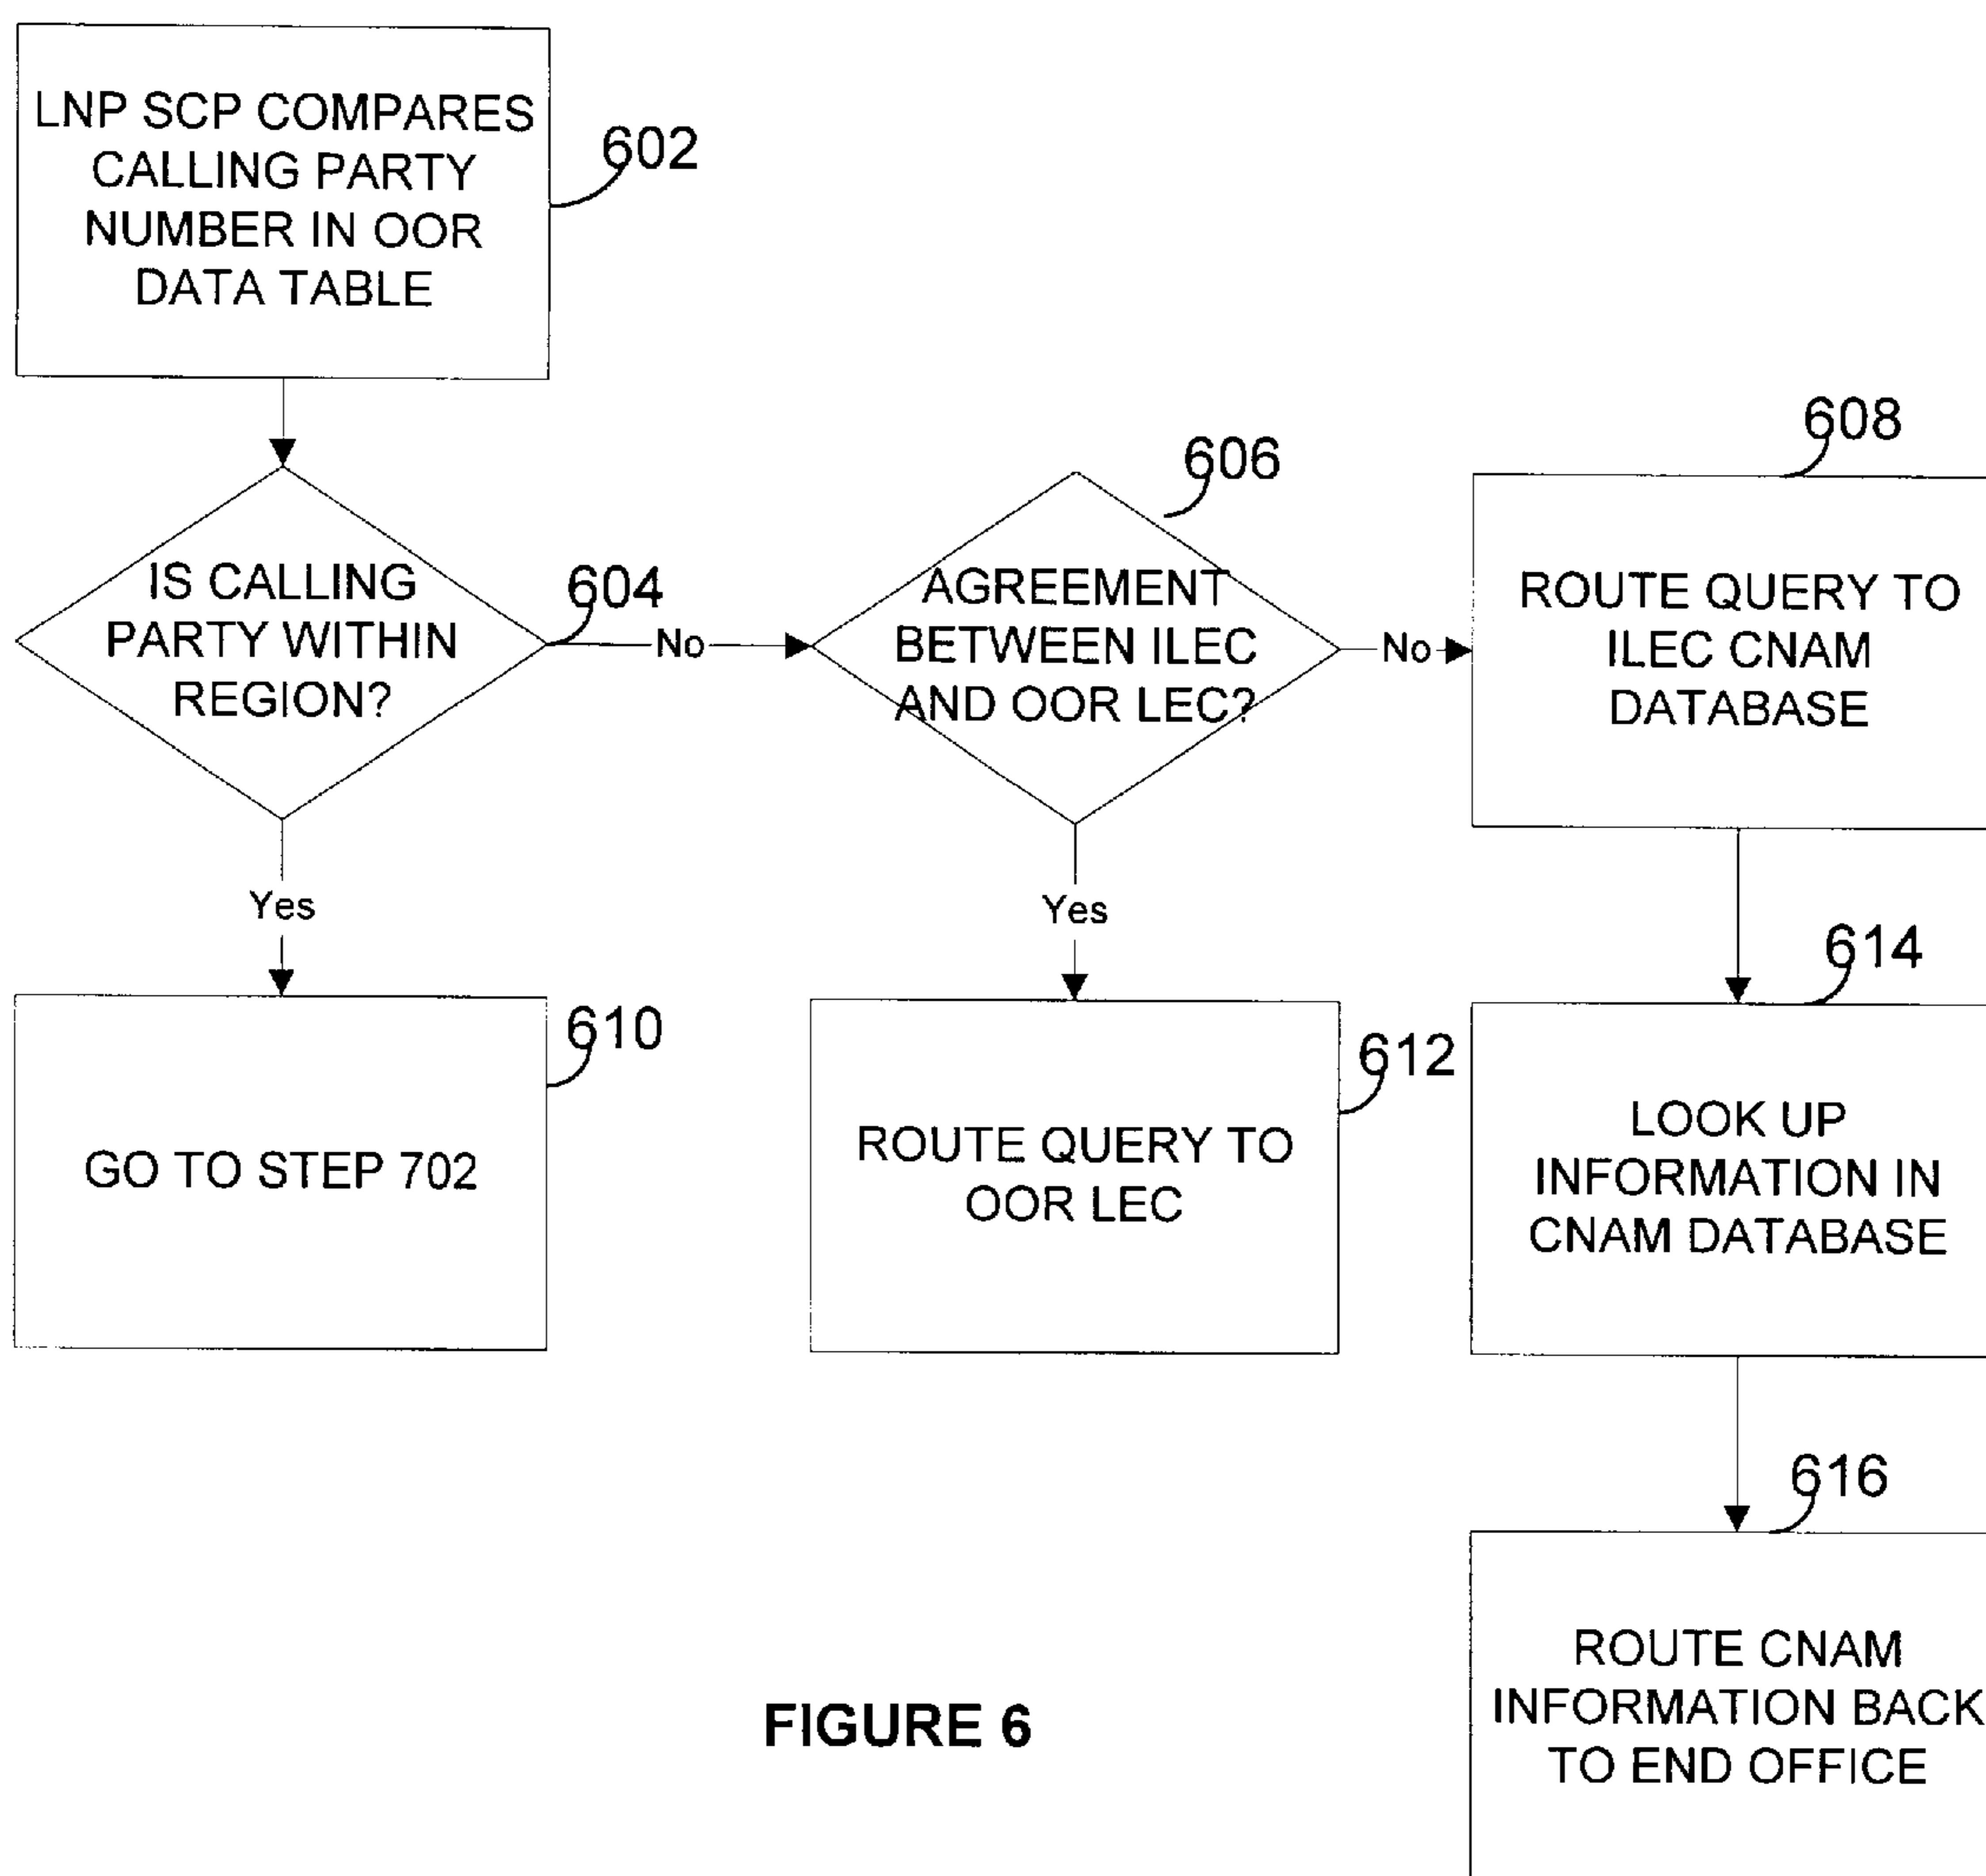 LNP SCP COMPARES
CALLING PARTY
NUMBER IN OOR
DATA TABLE
602
IS CALLING
PARTY WITHIN
REGION?
604
No
606
AGREEMENT
BETWEEN ILEC
AND OOR LEC?
No
608
ROUTE QUERY TO
ILEC CNAM
DATABASE
Yes
Yes
610
GO TO STEP 702
612
ROUTE QUERY TO
OOR LEC
614
LOOK UP
INFORMATION IN
CNAM DATABASE
616
ROUTE CNAM
INFORMATION BACK
TO END OFFICE
FIGURE 6